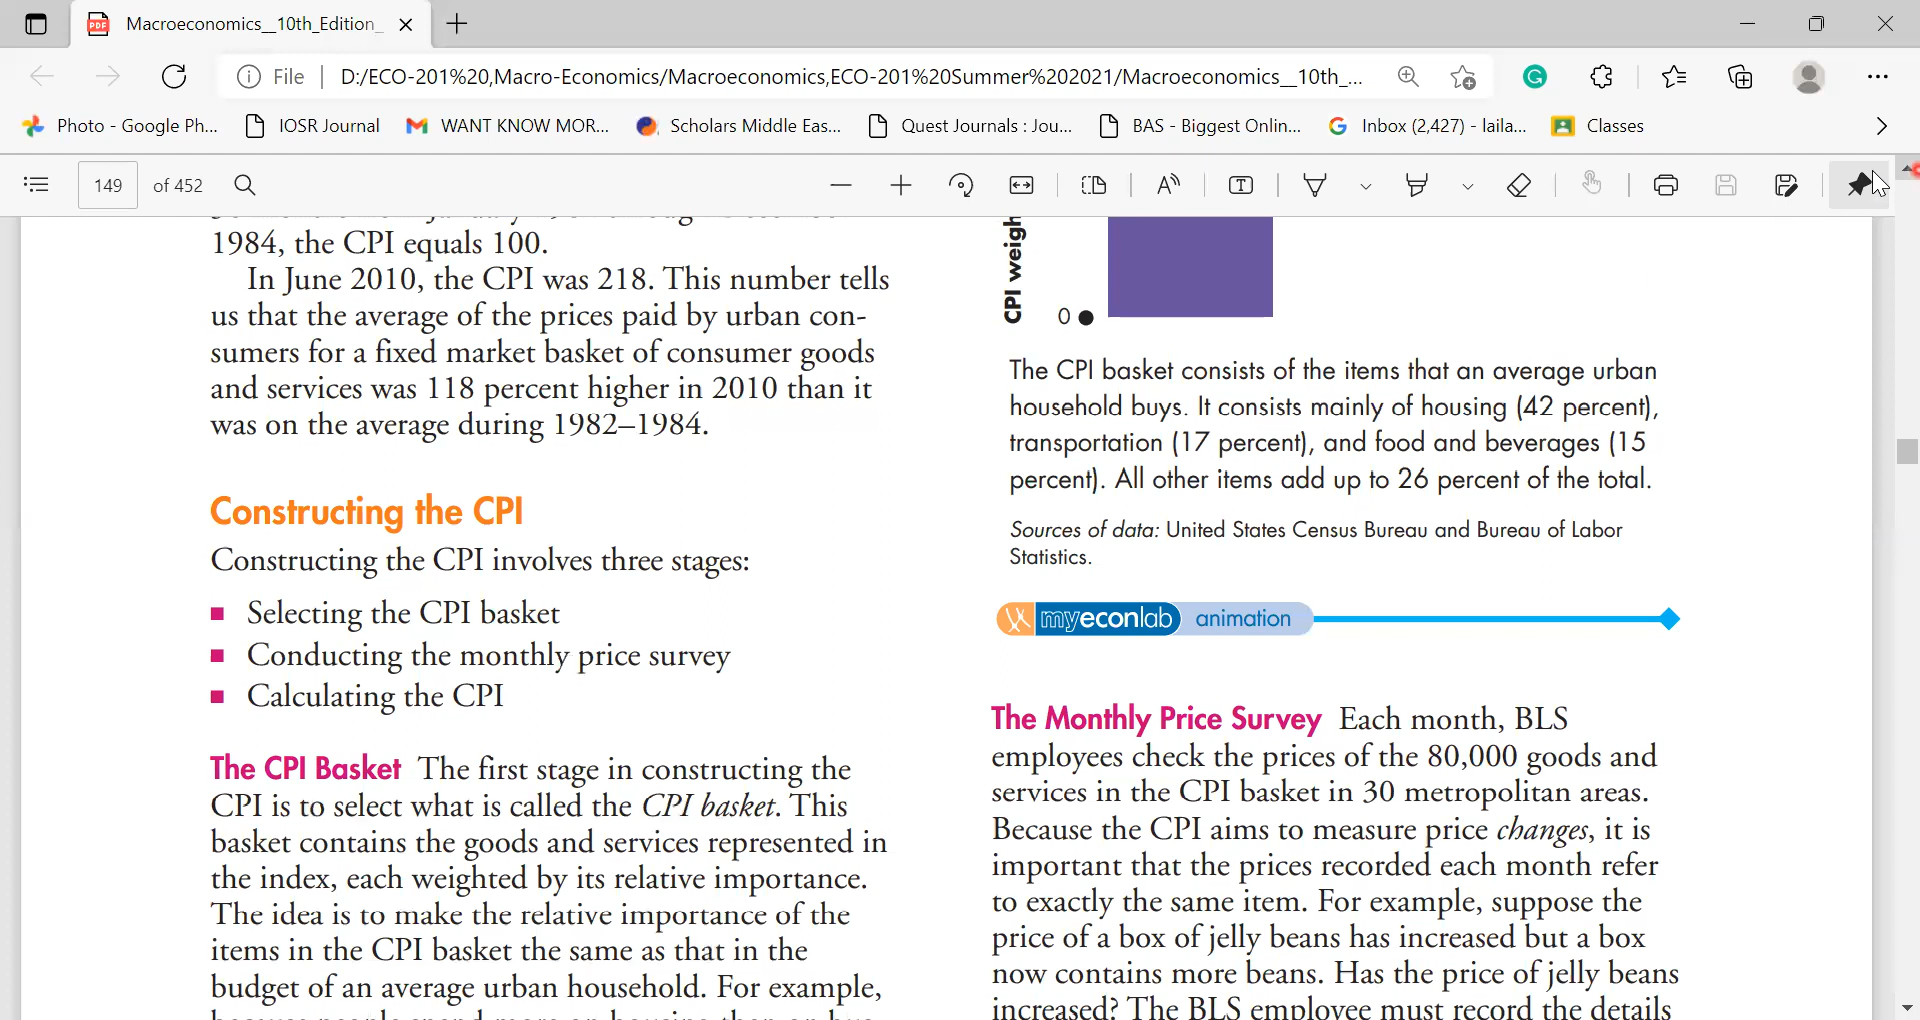 Macroeconomics__10th_Edition_
File
D:/ECO-201%20,Macro-Economics/Macroeconomics,ECO-201%20Summer%202021/Macroeconomics__10th_...
Photo - Google Ph...
IOSR Journal
WANT KNOW MOR...
Scholars Middle Eas...
Quest Journals : Jou...
BAS - Biggest Onlin...
Inbox (2,427) - laila...
Classes
149 of 452
1984, the CPI equals 100.
In June 2010, the CPI was 218. This number tells
us that the average of the prices paid by urban con-
sumers for a fixed market basket of consumer goods
and services was 118 percent higher in 2010 than it
was on the average during 1982–1984.
Constructing the CPI
Constructing the CPI involves three stages:
Selecting the CPI basket
Conducting the monthly price survey
Calculating the CPI
The CPI Basket The first stage in constructing the
CPI is to select what is called the CPI basket. This
basket contains the goods and services represented in
the index, each weighted by its relative importance.
The idea is to make the relative importance of the
items in the CPI basket the same as that in the
budget of an average urban household. For example,
CPI weigh
0
The CPI basket consists of the items that an average urban
household buys. It consists mainly of housing (42 percent),
transportation (17 percent), and food and beverages (15
percent). All other items add up to 26 percent of the total.
Sources of data: United States Census Bureau and Bureau of Labor
Statistics.
myeconlab animation
The Monthly Price Survey Each month, BLS
employees check the prices of the 80,000 goods and
services in the CPI basket in 30 metropolitan areas.
Because the CPI aims to measure price changes, it is
important that the prices recorded each month refer
to exactly the same item. For example, suppose the
price of a box of jelly beans has increased but a box
now contains more beans. Has the price of jelly beans
increased? The BLS employee must record the details